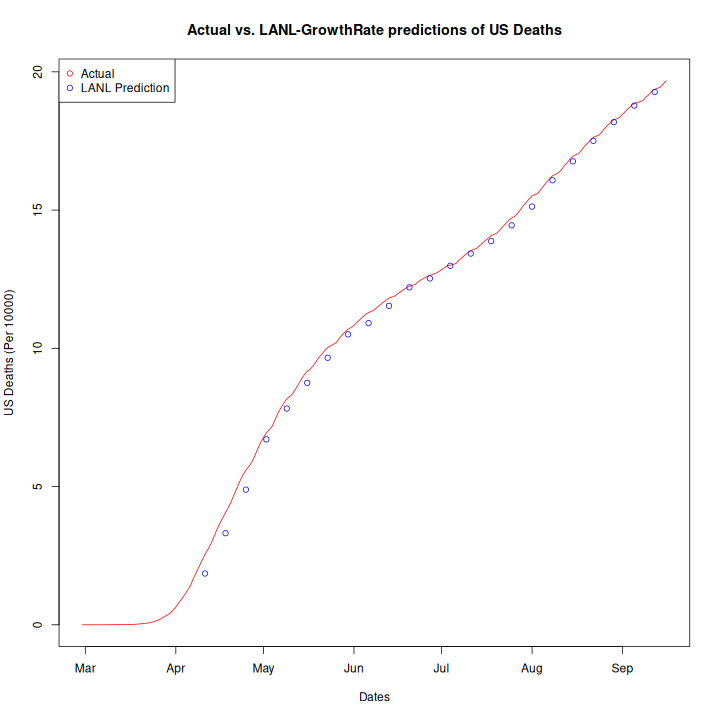 Actual vs. LANL-GrowthRate predictions of US Deaths
Actual
LANL Prediction
US Deaths (Per 10000)
20
15
10
5
0
Mar Apr May Jun Jul Aug Sep
Dates